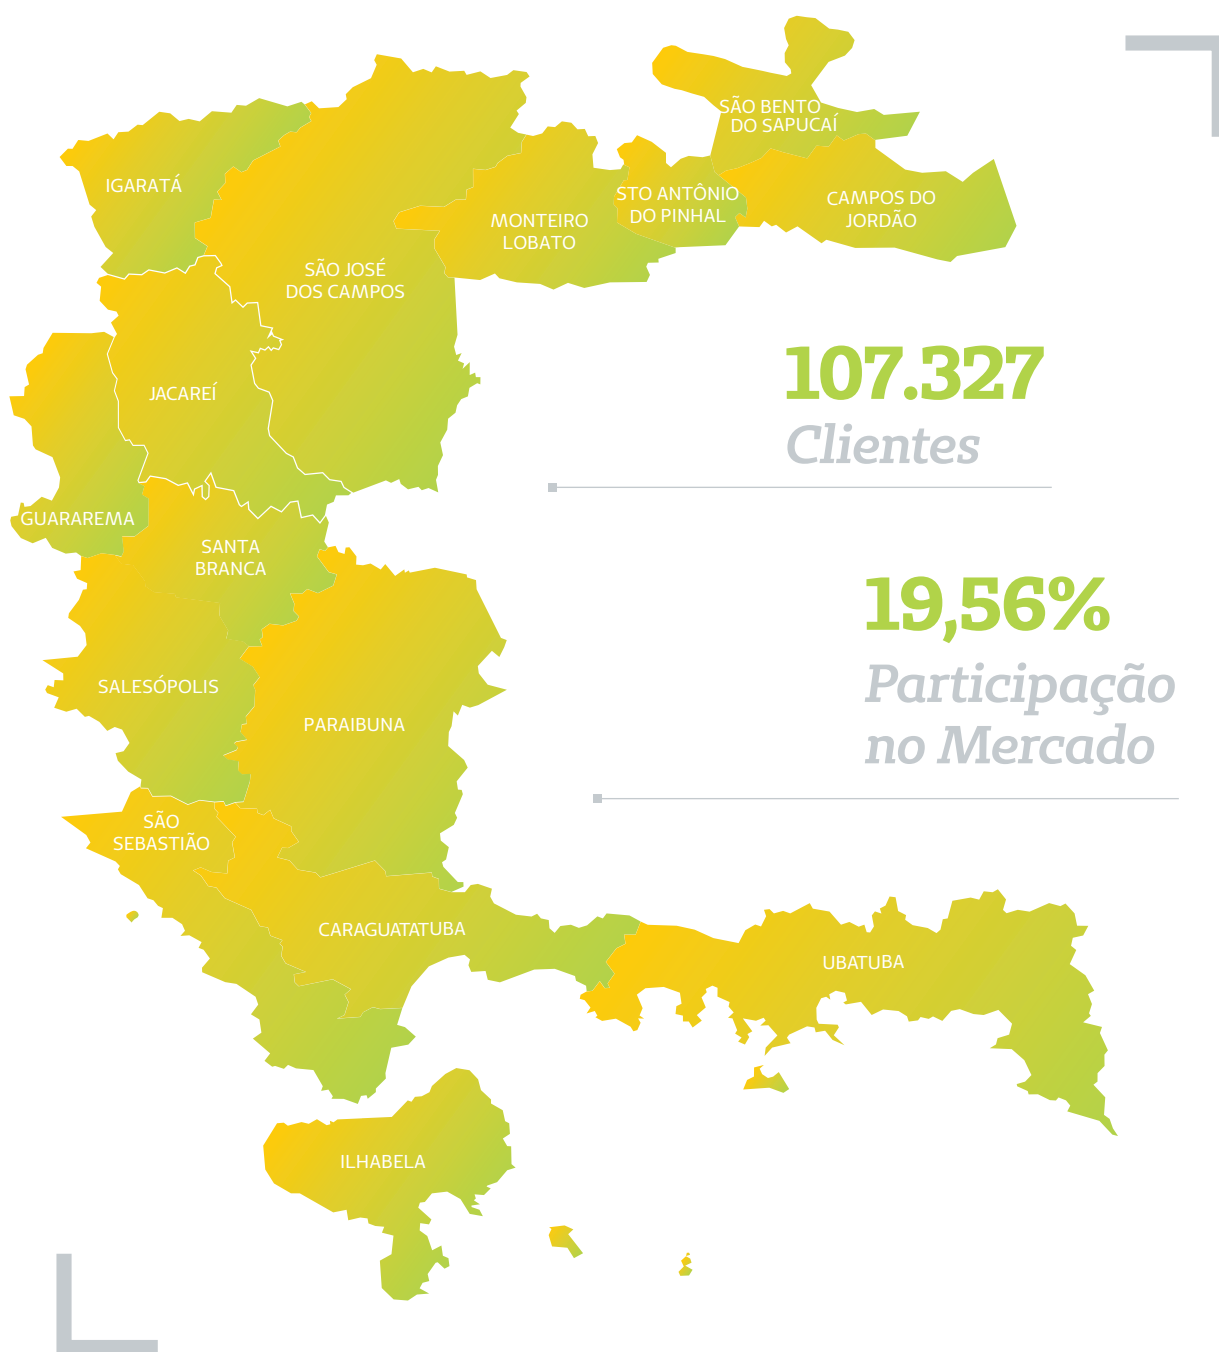 SÃO BENTO
DO SAPUCAÍ
IGARATÁ
STO ANTÔNIO
DO PINHAL
CAMPOS DO
JORDÃO
MONTEIRO
LOBATO
SÃO JOSÉ
DOS CAMPOS
107.327
Clientes
JACAREÍ
GUARAREMA
SANTA
BRANCA
19,56%
Participação
no Mercado
SALESÓPOLIS
PARAIBUNA
SÃO
SEBASTIÃO
CARAGUATATUBA
UBATUBA
ILHABELA